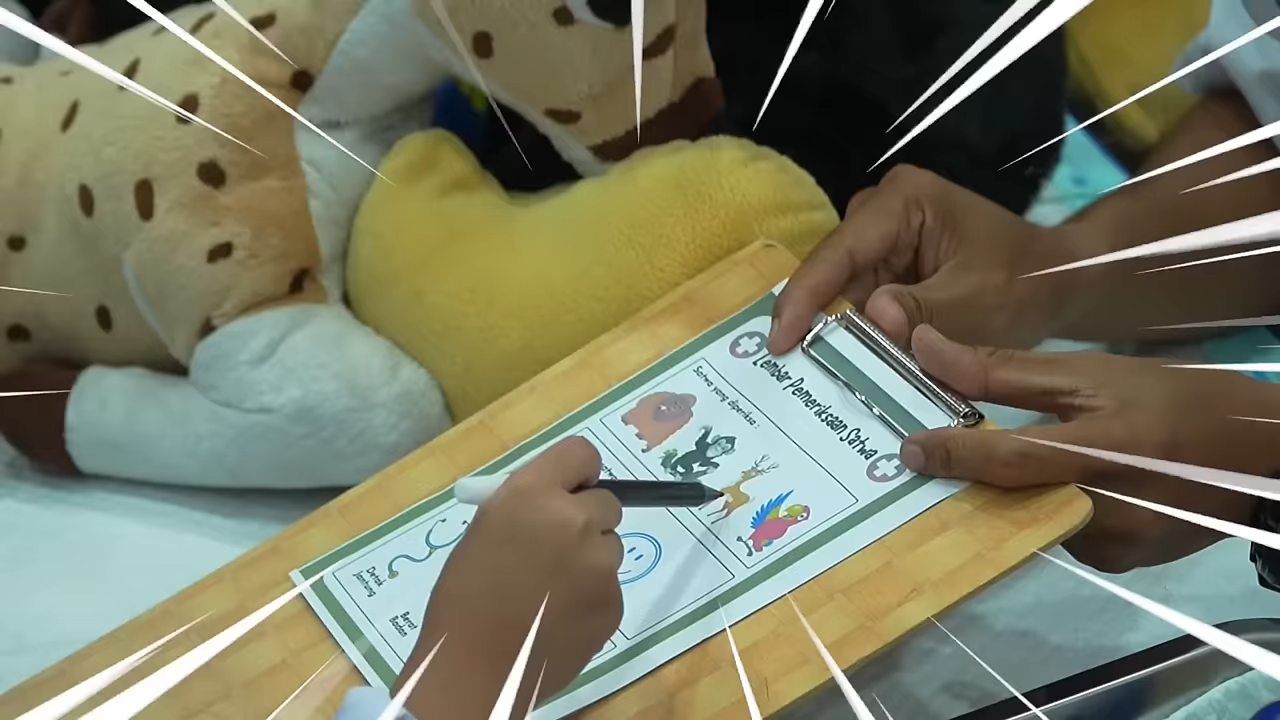 Lembar Pemeriksaan Satwa
Satwa yang diperiksa :
Detak
Jantung
Berat
Badan